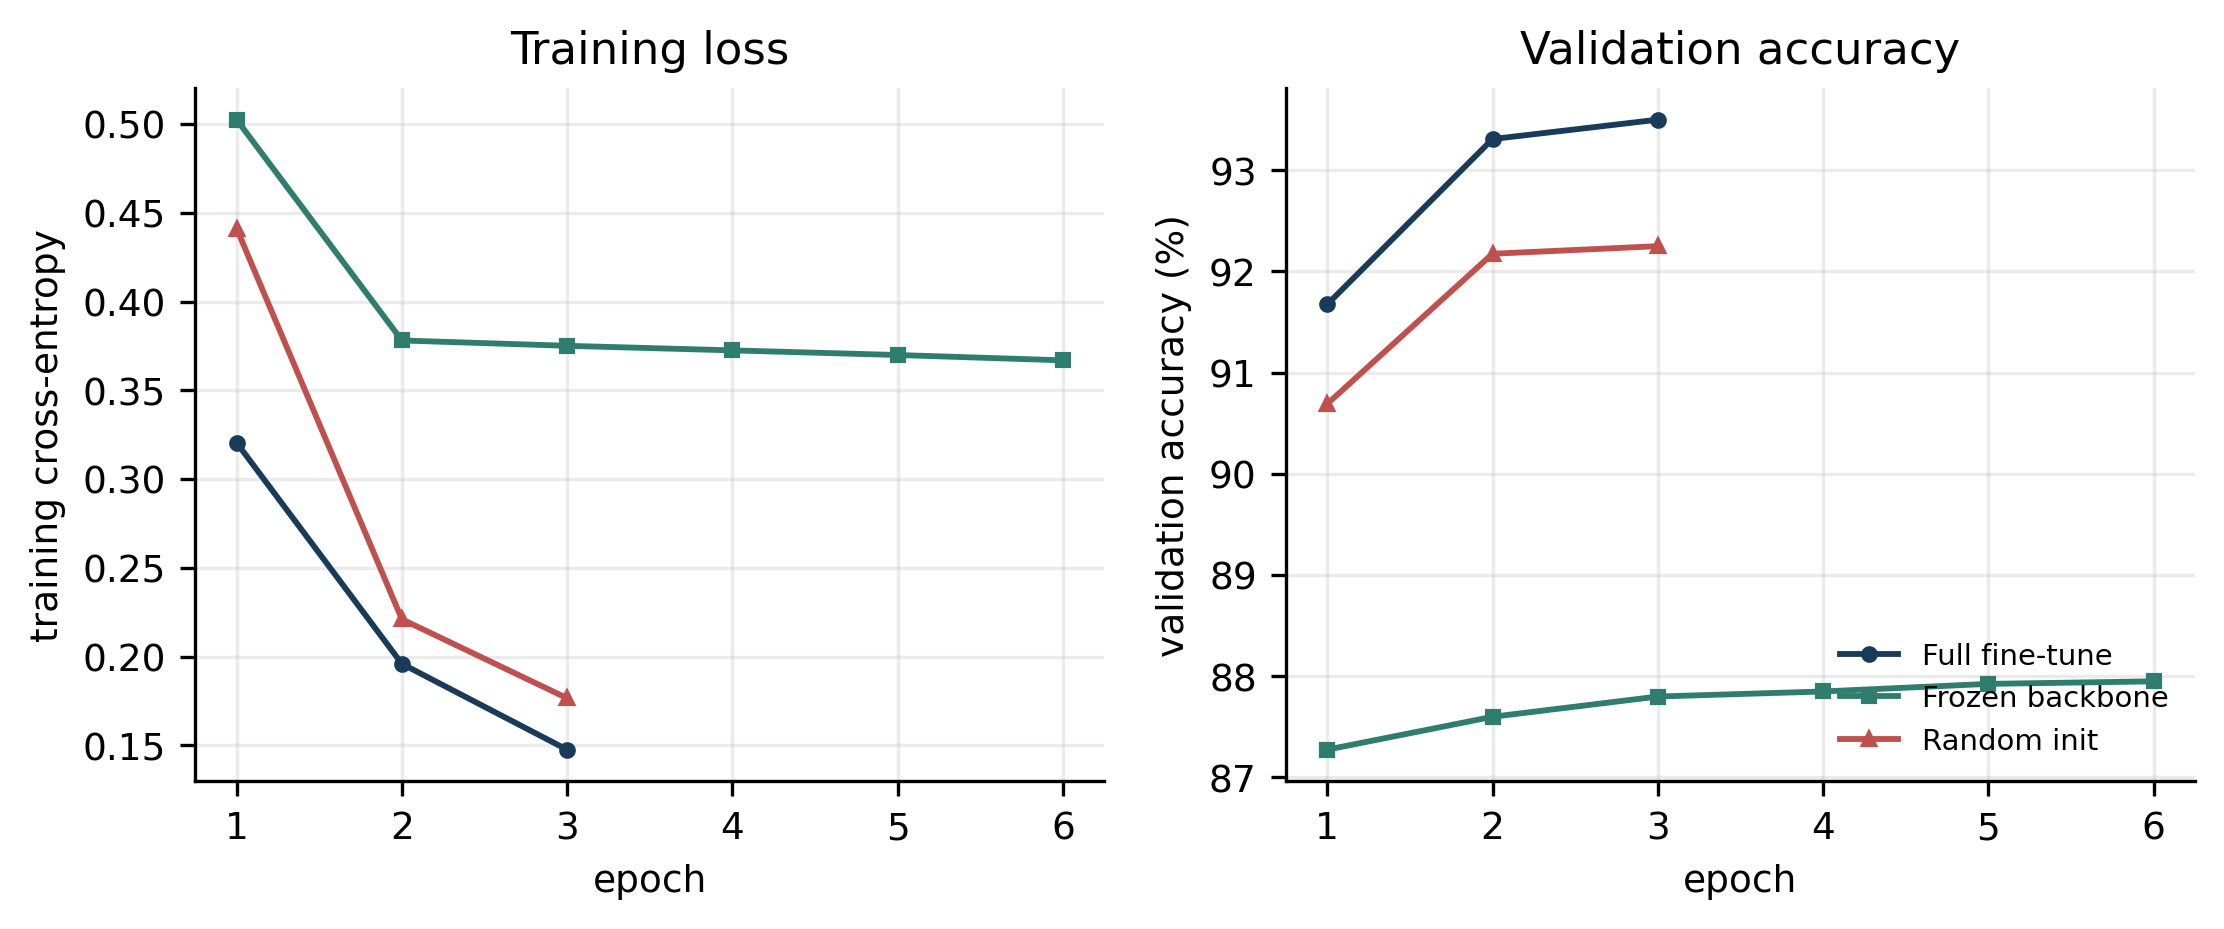 Training loss
training cross-entropy
0.50
0.45
0.40
0.35
0.30
0.25
0.20
0.15
1 2 3 4 5 6
epoch
Validation accuracy
validation accuracy (%)
93
92
91
90
89
88
87
Full fine-tune
Frozen backbone
Random init
1 2 3 4 5 6
epoch